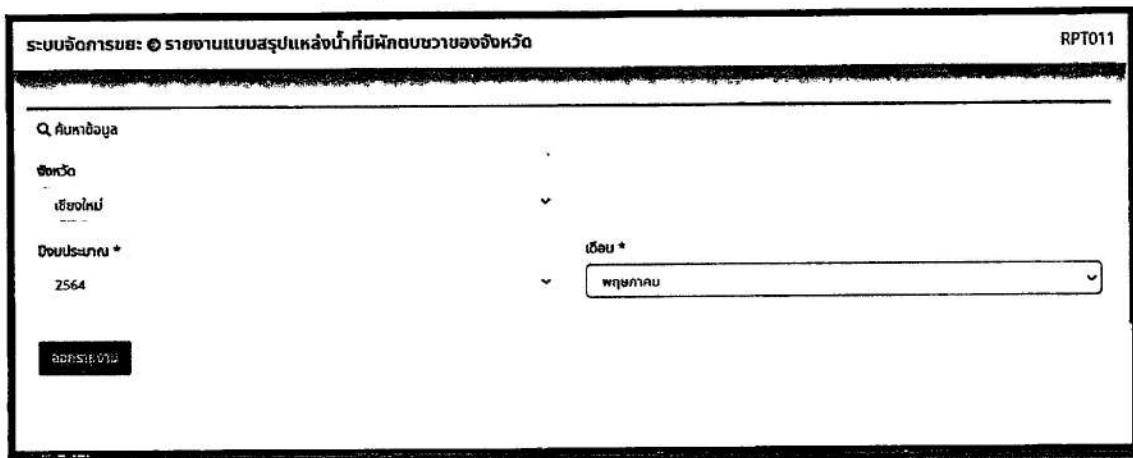 ระบบจัดการขยะ รายงานแบบสรุปแหล่งน้ำที่มีผักตบชวาของจังหวัด RPT011
ค้นหาข้อมูล
จังหวัด
เชียงใหม่
ปีงบประมาณ * เดือน *
2564 พฤษภาคม
ออกรายงาน